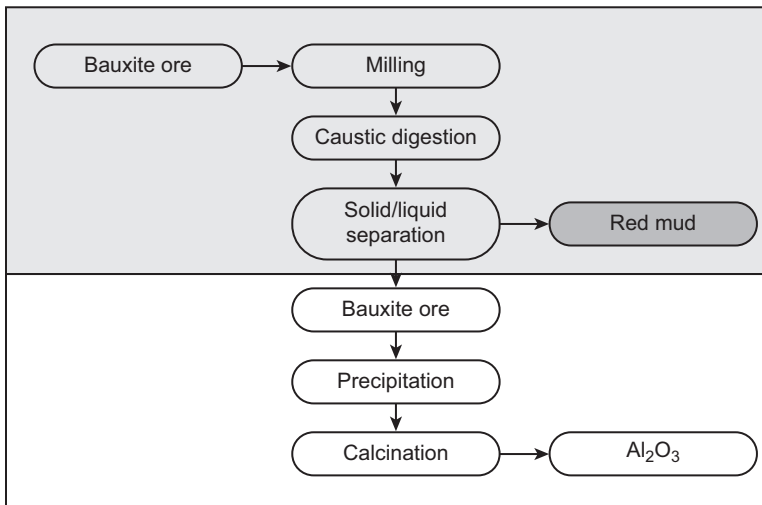 Bauxite ore
Milling
Caustic digestion
Solid/liquid
separation
Red mud
Bauxite ore
Precipitation
Calcination
Al₂O₃